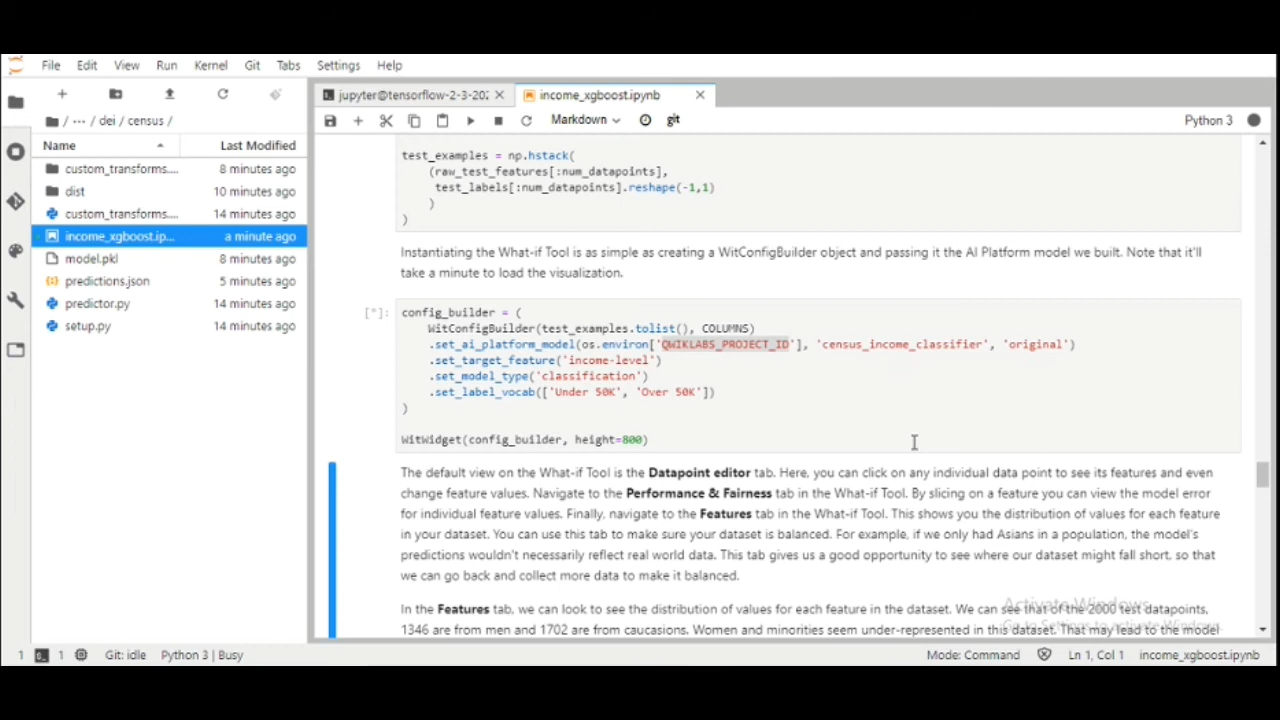 File Edit View Run Kernel Git Tabs Settings Help
jupyter@tensorflow-2-3-202
income_xgboost.ipynb
Markdown
git
Python 3
/ ··· / dei / census /
Name Last Modified
custom_transforms.... 8 minutes ago
dist 10 minutes ago
custom_transforms.... 14 minutes ago
income_xgboost.ip... a minute ago
model.pkl 8 minutes ago
predictions.json 5 minutes ago
predictor.py 14 minutes ago
setup.py 14 minutes ago
test_examples = np.hstack(
(raw_test_features[:num_datapoints],
test_labels[:num_datapoints].reshape(-1,1)
)
)
Instantiating the What-if Tool is as simple as creating a WitConfigBuilder object and passing it the AI Platform model we built. Note that it'll
take a minute to load the visualization.
[*]:
config_builder = (
WitConfigBuilder(test_examples.tolist(), COLUMNS)
.set_ai_platform_model(os.environ['QWIKLABS_PROJECT_ID'], 'census_income_classifier', 'original')
.set_target_feature('income-level')
.set_model_type('classification')
.set_label_vocab(['Under 50K', 'Over 50K'])
)
WitWidget(config_builder, height=800)
The default view on the What-if Tool is the Datapoint editor tab. Here, you can click on any individual data point to see its features and even
change feature values. Navigate to the Performance & Fairness tab in the What-if Tool. By slicing on a feature you can view the model error
for individual feature values. Finally, navigate to the Features tab in the What-if Tool. This shows you the distribution of values for each feature
in your dataset. You can use this tab to make sure your dataset is balanced. For example, if we only had Asians in a population, the model's
predictions wouldn't necessarily reflect real world data. This tab gives us a good opportunity to see where our dataset might fall short, so that
we can go back and collect more data to make it balanced.
In the Features tab, we can look to see the distribution of values for each feature in the dataset. We can see that of the 2000 test datapoints,
1346 are from men and 1702 are from caucasions. Women and minorities seem under-represented in this dataset. That may lead to the model
Activate Windows
Go to Settings to activate Windows.
1 1 Git: idle Python 3 | Busy
Mode: Command Ln 1, Col 1 income_xgboost.ipynb